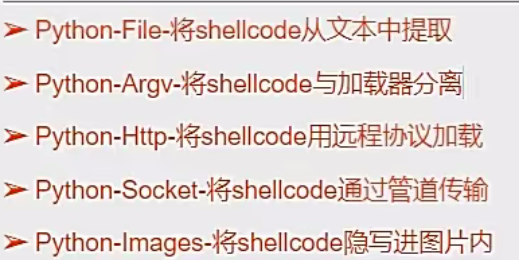 Python-File-将shellcode从文本中提取
Python-Argv-将shellcode与加载器分离
Python-Http-将shellcode用远程协议加载
Python-Socket-将shellcode通过管道传输
Python-Images-将shellcode隐写进图片内